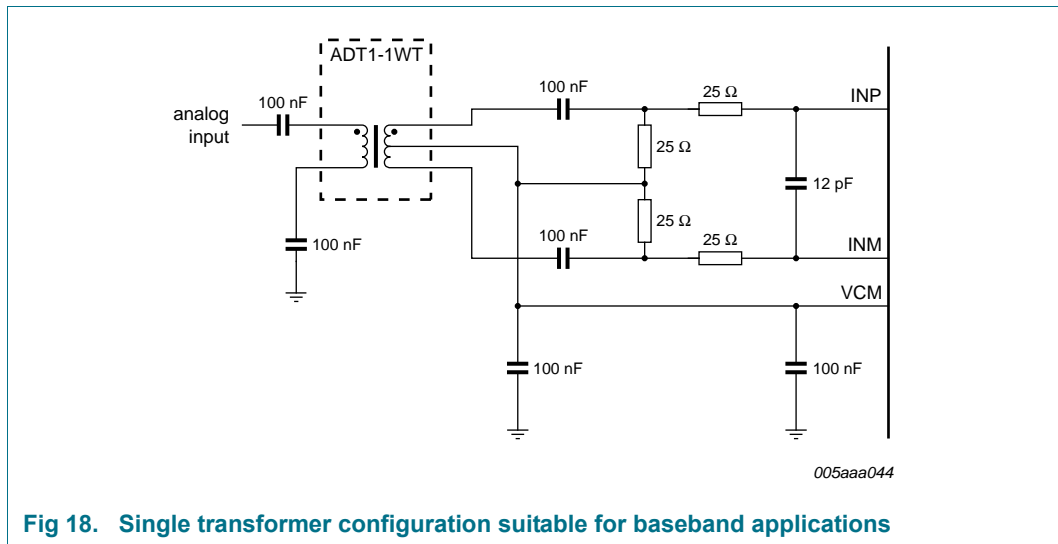 ADT1-1WT
100 nF
25 Ω
INP
analog
input
100 nF
25 Ω
12 pF
25 Ω
100 nF
25 Ω
INM
100 nF
VCM
100 nF
100 nF
005aaa044
Fig 18. Single transformer configuration suitable for baseband applications